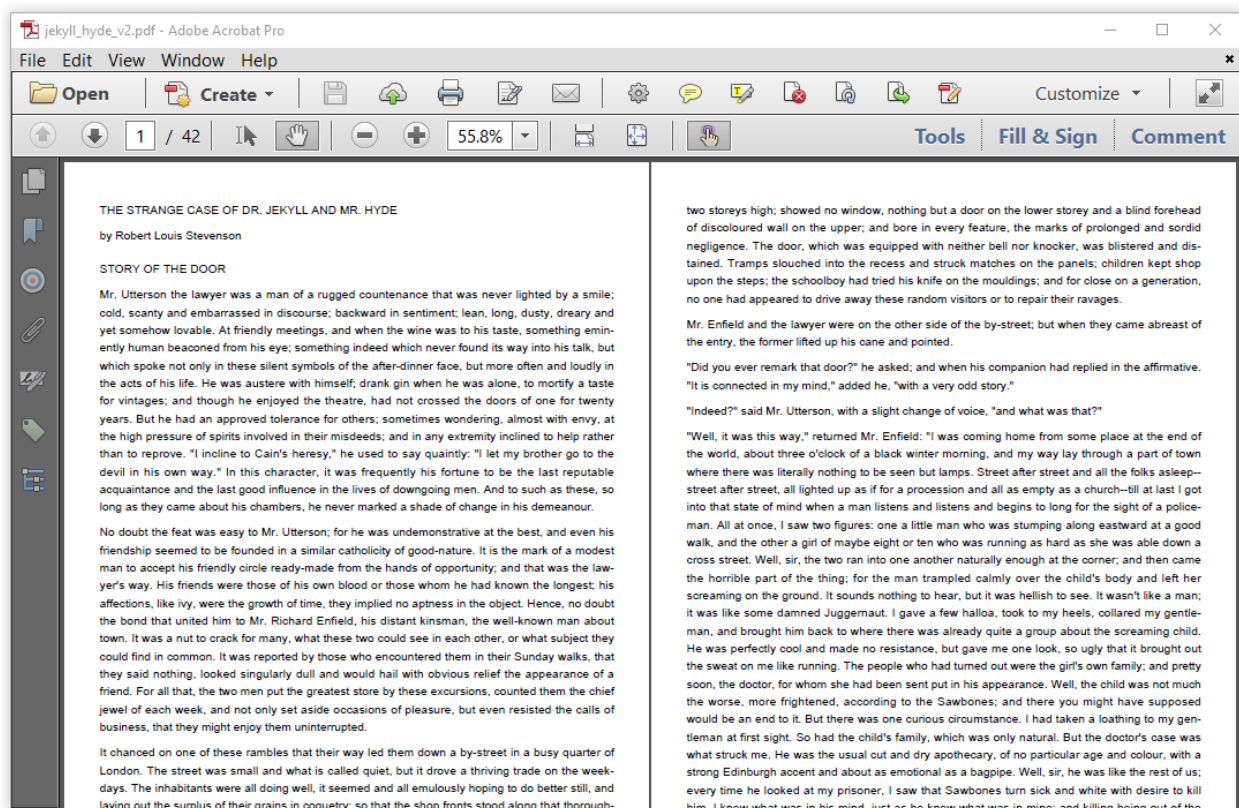 jekyll_hyde_v2.pdf - Adobe Acrobat Pro
File Edit View Window Help
Open Create Customize
1 / 42 55.8% Tools Fill & Sign Comment
THE STRANGE CASE OF DR. JEKYLL AND MR. HYDE
by Robert Louis Stevenson
STORY OF THE DOOR
Mr. Utterson the lawyer was a man of a rugged countenance that was never lighted by a smile;
cold, scanty and embarrassed in discourse; backward in sentiment; lean, long, dusty, dreary and
yet somehow lovable. At friendly meetings, and when the wine was to his taste, something emin-
ently human beaconed from his eye; something indeed which never found its way into his talk, but
which spoke not only in these silent symbols of the after-dinner face, but more often and loudly in
the acts of his life. He was austere with himself; drank gin when he was alone, to mortify a taste
for vintages; and though he enjoyed the theatre, had not crossed the doors of one for twenty
years. But he had an approved tolerance for others; sometimes wondering, almost with envy, at
the high pressure of spirits involved in their misdeeds; and in any extremity inclined to help rather
than to reprove. "I incline to Cain's heresy," he used to say quaintly: "I let my brother go to the
devil in his own way." In this character, it was frequently his fortune to be the last reputable
acquaintance and the last good influence in the lives of downgoing men. And to such as these, so
long as they came about his chambers, he never marked a shade of change in his demeanour.
No doubt the feat was easy to Mr. Utterson; for he was undemonstrative at the best, and even his
friendship seemed to be founded in a similar catholicity of good-nature. It is the mark of a modest
man to accept his friendly circle ready-made from the hands of opportunity; and that was the law-
yer's way. His friends were those of his own blood or those whom he had known the longest; his
affections, like ivy, were the growth of time, they implied no aptness in the object. Hence, no doubt
the bond that united him to Mr. Richard Enfield, his distant kinsman, the well-known man about
town. It was a nut to crack for many, what these two could see in each other, or what subject they
could find in common. It was reported by those who encountered them in their Sunday walks, that
they said nothing, looked singularly dull and would hail with obvious relief the appearance of a
friend. For all that, the two men put the greatest store by these excursions, counted them the chief
jewel of each week, and not only set aside occasions of pleasure, but even resisted the calls of
business, that they might enjoy them uninterrupted.
It chanced on one of these rambles that their way led them down a by-street in a busy quarter of
London. The street was small and what is called quiet, but it drove a thriving trade on the week-
days. The inhabitants were all doing well, it seemed and all emulously hoping to do better still, and
laying out the surplus of their grains in coquetry; so that the shop fronts stood along that thorough-
two storeys high; showed no window, nothing but a door on the lower storey and a blind forehead
of discoloured wall on the upper; and bore in every feature, the marks of prolonged and sordid
negligence. The door, which was equipped with neither bell nor knocker, was blistered and dis-
tained. Tramps slouched into the recess and struck matches on the panels; children kept shop
upon the steps; the schoolboy had tried his knife on the mouldings; and for close on a generation,
no one had appeared to drive away these random visitors or to repair their ravages.
Mr. Enfield and the lawyer were on the other side of the by-street; but when they came abreast of
the entry, the former lifted up his cane and pointed.
"Did you ever remark that door?" he asked; and when his companion had replied in the affirmative.
"It is connected in my mind," added he, "with a very odd story."
"Indeed?" said Mr. Utterson, with a slight change of voice, "and what was that?"
"Well, it was this way," returned Mr. Enfield: "I was coming home from some place at the end of
the world, about three o'clock of a black winter morning, and my way lay through a part of town
where there was literally nothing to be seen but lamps. Street after street and all the folks asleep--
street after street, all lighted up as if for a procession and all as empty as a church--till at last I got
into that state of mind when a man listens and listens and begins to long for the sight of a police-
man. All at once, I saw two figures: one a little man who was stumping along eastward at a good
walk, and the other a girl of maybe eight or ten who was running as hard as she was able down a
cross street. Well, sir, the two ran into one another naturally enough at the corner; and then came
the horrible part of the thing; for the man trampled calmly over the child's body and left her
screaming on the ground. It sounds nothing to hear, but it was hellish to see. It wasn't like a man;
it was like some damned Juggernaut. I gave a few halloa, took to my heels, collared my gentle-
man, and brought him back to where there was already quite a group about the screaming child.
He was perfectly cool and made no resistance, but gave me one look, so ugly that it brought out
the sweat on me like running. The people who had turned out were the girl's own family; and pretty
soon, the doctor, for whom she had been sent put in his appearance. Well, the child was not much
the worse, more frightened, according to the Sawbones; and there you might have supposed
would be an end to it. But there was one curious circumstance. I had taken a loathing to my gen-
tleman at first sight. So had the child's family, which was only natural. But the doctor's case was
what struck me. He was the usual cut and dry apothecary, of no particular age and colour, with a
strong Edinburgh accent and about as emotional as a bagpipe. Well, sir, he was like the rest of us;
every time he looked at my prisoner, I saw that Sawbones turn sick and white with desire to kill
him. I knew what was in his mind, just as he knew what was in mine; and killing being out of the